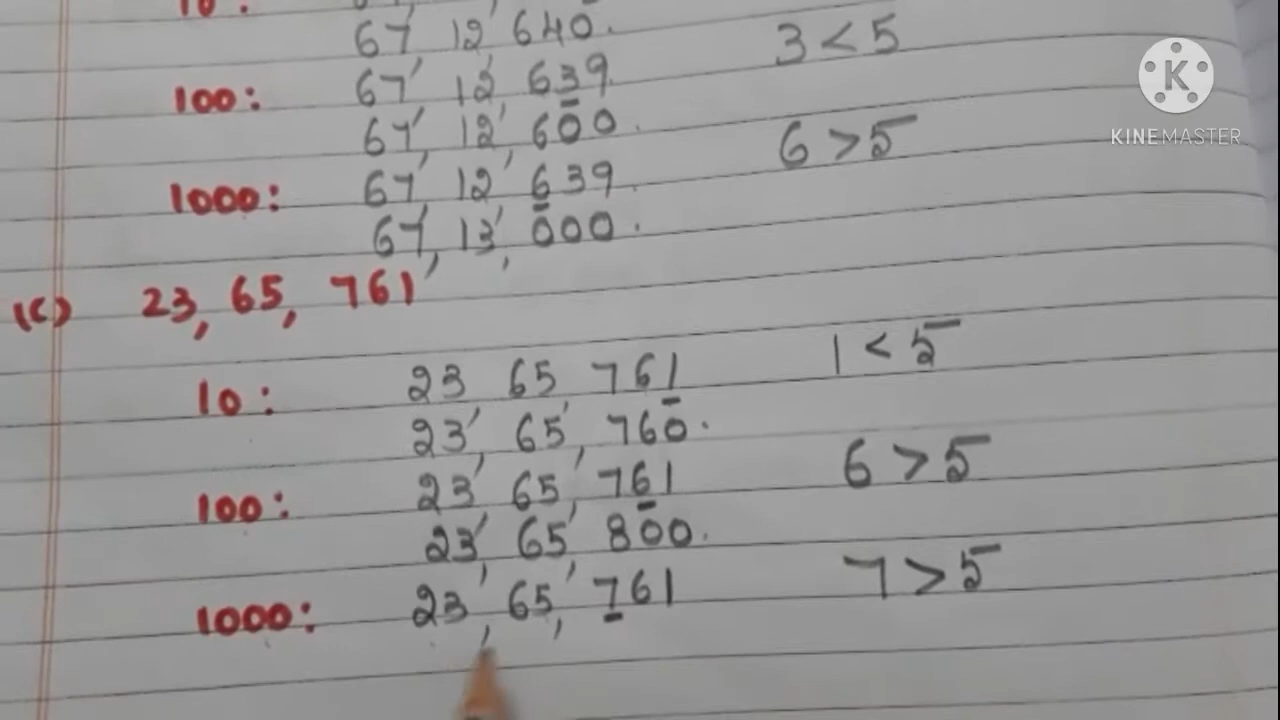 10:
67, 12, 640. 3 < 5
100: 67, 12, 639
67, 12, 600. 6 > 5
1000: 67, 12, 639
67, 13, 000.
(c) 23, 65, 761
10: 23, 65, 761 1 < 5
23, 65, 760.
100: 23, 65, 761 6 > 5
23, 65, 800.
1000: 23, 65, 761 7 > 5
K
KINEMASTER